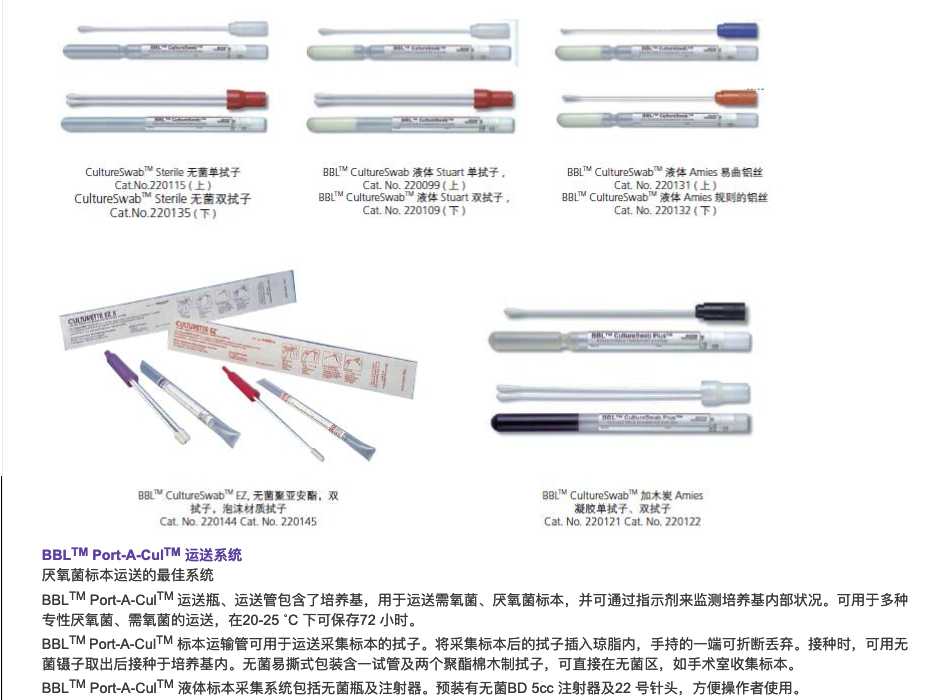 BBL™ CultureSwab™
BBL™ CultureSwab™
BBL™ CultureSwab™
BBL™ CultureSwab™
BBL™ CultureSwab™
BBL™ CultureSwab™
CultureSwab™ Sterile 无菌单拭子
Cat.No.220115 (上)
CultureSwab™ Sterile 无菌双拭子
Cat.No.220135 (下)
BBL™ CultureSwab 液体 Stuart 单拭子,
Cat. No. 220099 (上)
BBL™ CultureSwab™ 液体 Stuart 双拭子,
Cat. No. 220109 (下)
BBL™ CultureSwab™ 液体 Amies 易曲铝丝
Cat. No. 220131 (上)
BBL™ CultureSwab™ 液体 Amies 规则的铝丝
Cat. No. 220132 (下)
CULTURETTE EZ II
CULTURETTE EZ
BBL™ CultureSwab Plus™
BBL™ CultureSwab Plus™
BBL™ CultureSwab™ EZ, 无菌聚亚安酯，双
拭子，泡沫材质拭子
Cat. No. 220144 Cat. No. 220145
BBL™ CultureSwab™ 加木炭 Amies
凝胶单拭子、双拭子
Cat. No. 220121 Cat. No. 220122
BBL™ Port-A-Cul™ 运送系统
厌氧菌标本运送的最佳系统
BBL™ Port-A-Cul™ 运送瓶、运送管包含了培养基，用于运送需氧菌、厌氧菌标本，并可通过指示剂来监测培养基内部状况。可用于多种
专性厌氧菌、需氧菌的运送，在20-25 ˚C 下可保存72 小时。
BBL™ Port-A-Cul™ 标本运输管可用于运送采集标本的拭子。将采集标本后的拭子插入琼脂内，手持的一端可折断丢弃。接种时，可用无
菌镊子取出后接种于培养基内。无菌易撕式包装含一试管及两个聚酯棉木制拭子，可直接在无菌区，如手术室收集标本。
BBL™ Port-A-Cul™ 液体标本采集系统包括无菌瓶及注射器。预装有无菌BD 5cc 注射器及22 号针头，方便操作者使用。